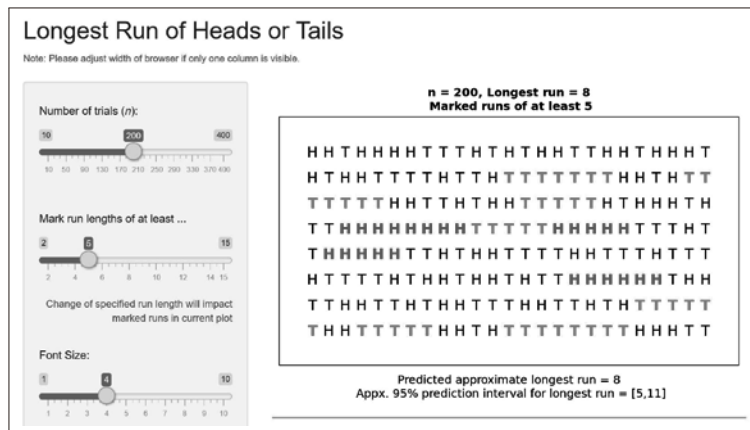 Longest Run of Heads or Tails
Note: Please adjust width of browser if only one column is visible.
Number of trials (n):
10 200 400
10 50 90 130 170 210 250 290 330 370 400
Mark run lengths of at least ...
2 5 15
2 4 6 8 10 12 14 15
Change of specified run length will impact
marked runs in current plot
Font Size:
1 4 10
1 2 3 4 5 6 7 8 9 10
n = 200, Longest run = 8
Marked runs of at least 5
H H T H H H H T T T H T H T H H T T H H T H H H T
H T H H T T T T H T T H T T T T T T T H H T H T T
T T T T T H H T T H T H T H T T T T T H T H H H T
T T H H H H H H H H T T T T T H H H H H T T T H T
T H H H H H T T H T H H T T T T H H T T T H T T T
H T T T T H T H H T H H T H T T H H H H H H T H H
T T H H T H H T T H T T H H T H H T T H T H T T T T T
T H H T T T T T H H T H T T T T T T T T H H H T T
Predicted approximate longest run = 8
Appx. 95% prediction interval for longest run = [5,11]